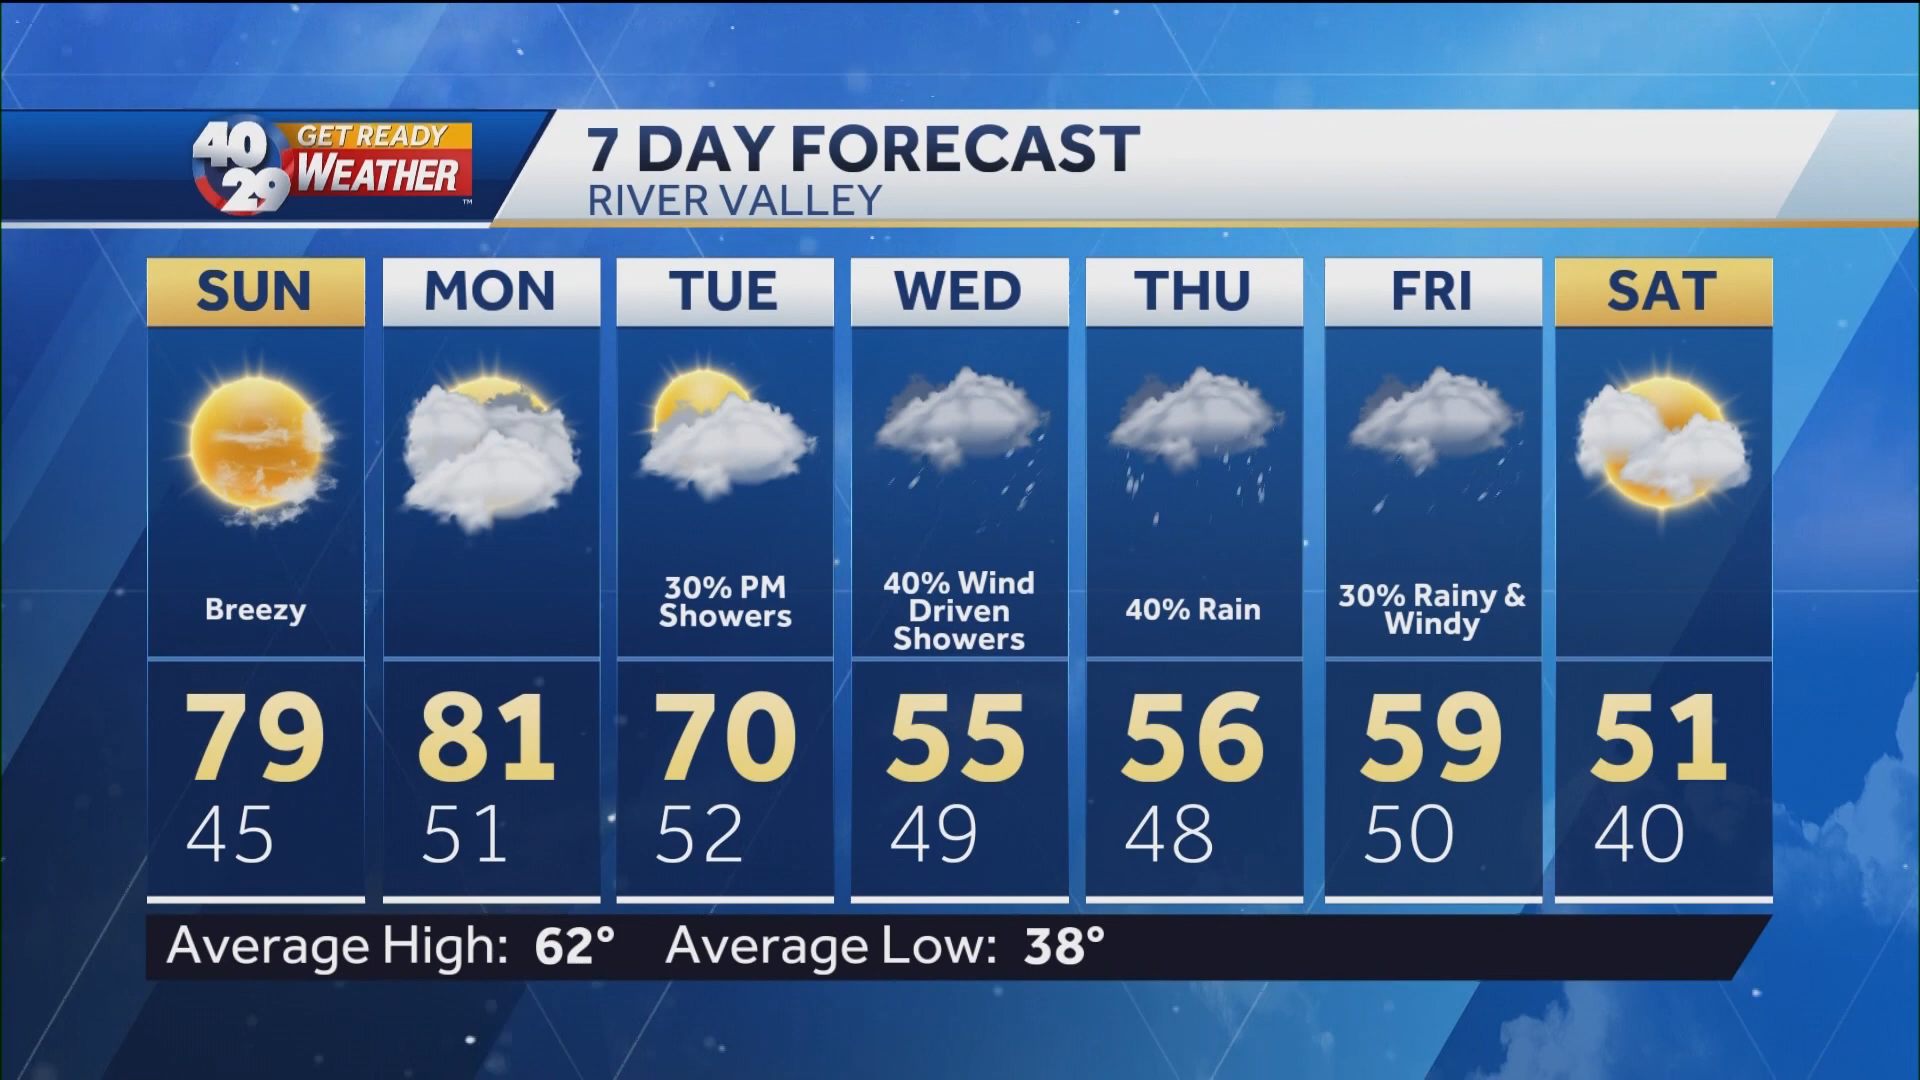 40
29
GET READY
WEATHER™
7 DAY FORECAST
RIVER VALLEY
SUN
Breezy
79
45
MON
81
51
TUE
30% PM
Showers
70
52
WED
40% Wind
Driven
Showers
55
49
THU
40% Rain
56
48
FRI
30% Rainy &
Windy
59
50
SAT
51
40
Average High: 62° Average Low: 38°